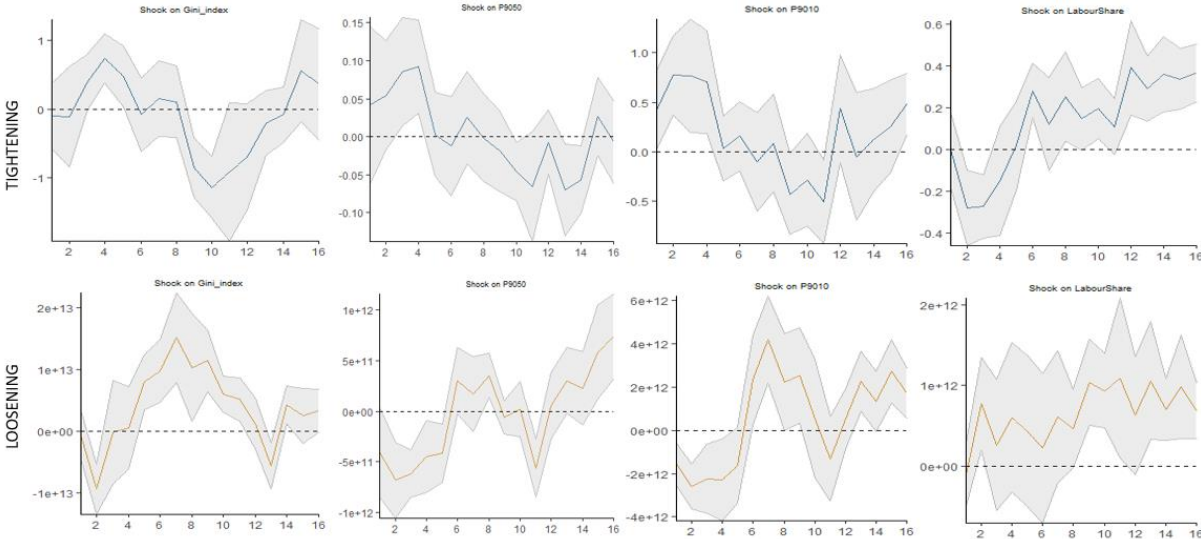 TIGHTENING
Shock on Gini_index
1
0
-1
2 4 6 8 10 12 14 16
Shock on P9050
0.15
0.10
0.05
0.00
-0.05
-0.10
2 4 6 8 10 12 14 16
Shock on P9010
1.0
0.5
0.0
-0.5
2 4 6 8 10 12 14 16
Shock on LabourShare
0.6
0.4
0.2
0.0
-0.2
-0.4
2 4 6 8 10 12 14 16
LOOSENING
Shock on Gini_index
2e+13
1e+13
0e+00
-1e+13
2 4 6 8 10 12 14 16
Shock on P9050
1e+12
5e+11
0e+00
-5e+11
-1e+12
2 4 6 8 10 12 14 16
Shock on P9010
6e+12
4e+12
2e+12
0e+00
-2e+12
-4e+12
2 4 6 8 10 12 14 16
Shock on LabourShare
2e+12
1e+12
0e+00
2 4 6 8 10 12 14 16